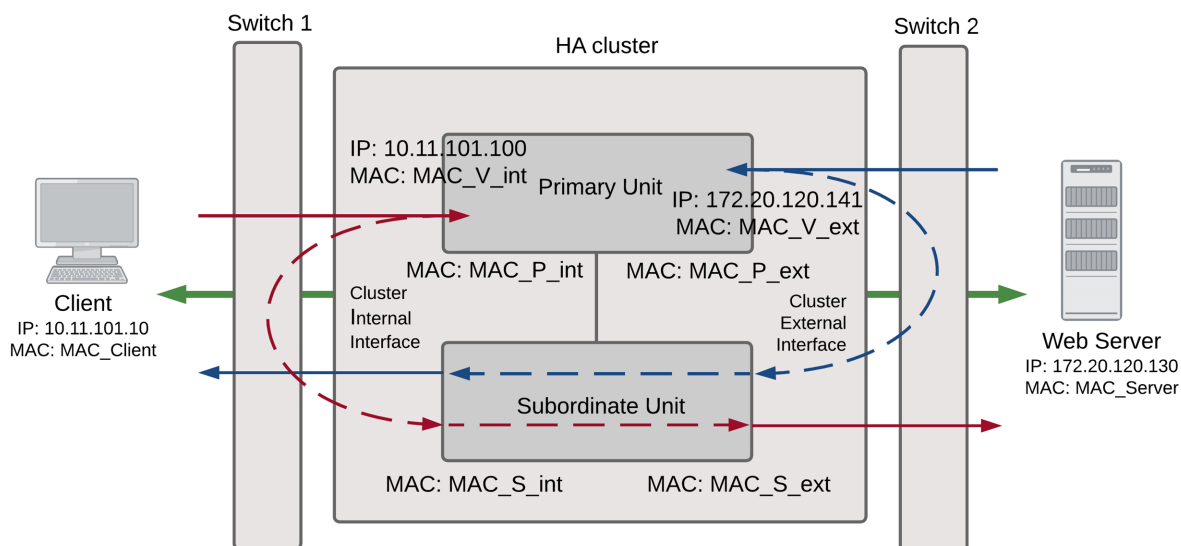 Switch 1
HA cluster
Switch 2
IP: 10.11.101.100
MAC: MAC_V_int
Primary Unit
IP: 172.20.120.141
MAC: MAC_V_ext
MAC: MAC_P_int
MAC: MAC_P_ext
Client
IP: 10.11.101.10
MAC: MAC_Client
Cluster
Internal
Interface
Cluster
External
Interface
Web Server
IP: 172.20.120.130
MAC: MAC_Server
Subordinate Unit
MAC: MAC_S_int
MAC: MAC_S_ext